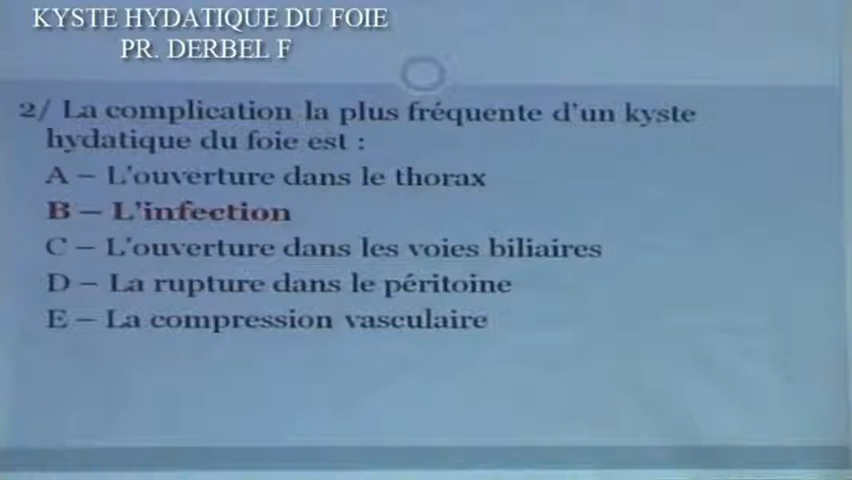 KYSTE HYDATIQUE DU FOIE
PR. DERBEL F
2/ La complication la plus fréquente d'un kyste
hydatique du foie est :
A – L'ouverture dans le thorax
B – L'infection
C – L'ouverture dans les voies biliaires
D – La rupture dans le péritoine
E – La compression vasculaire